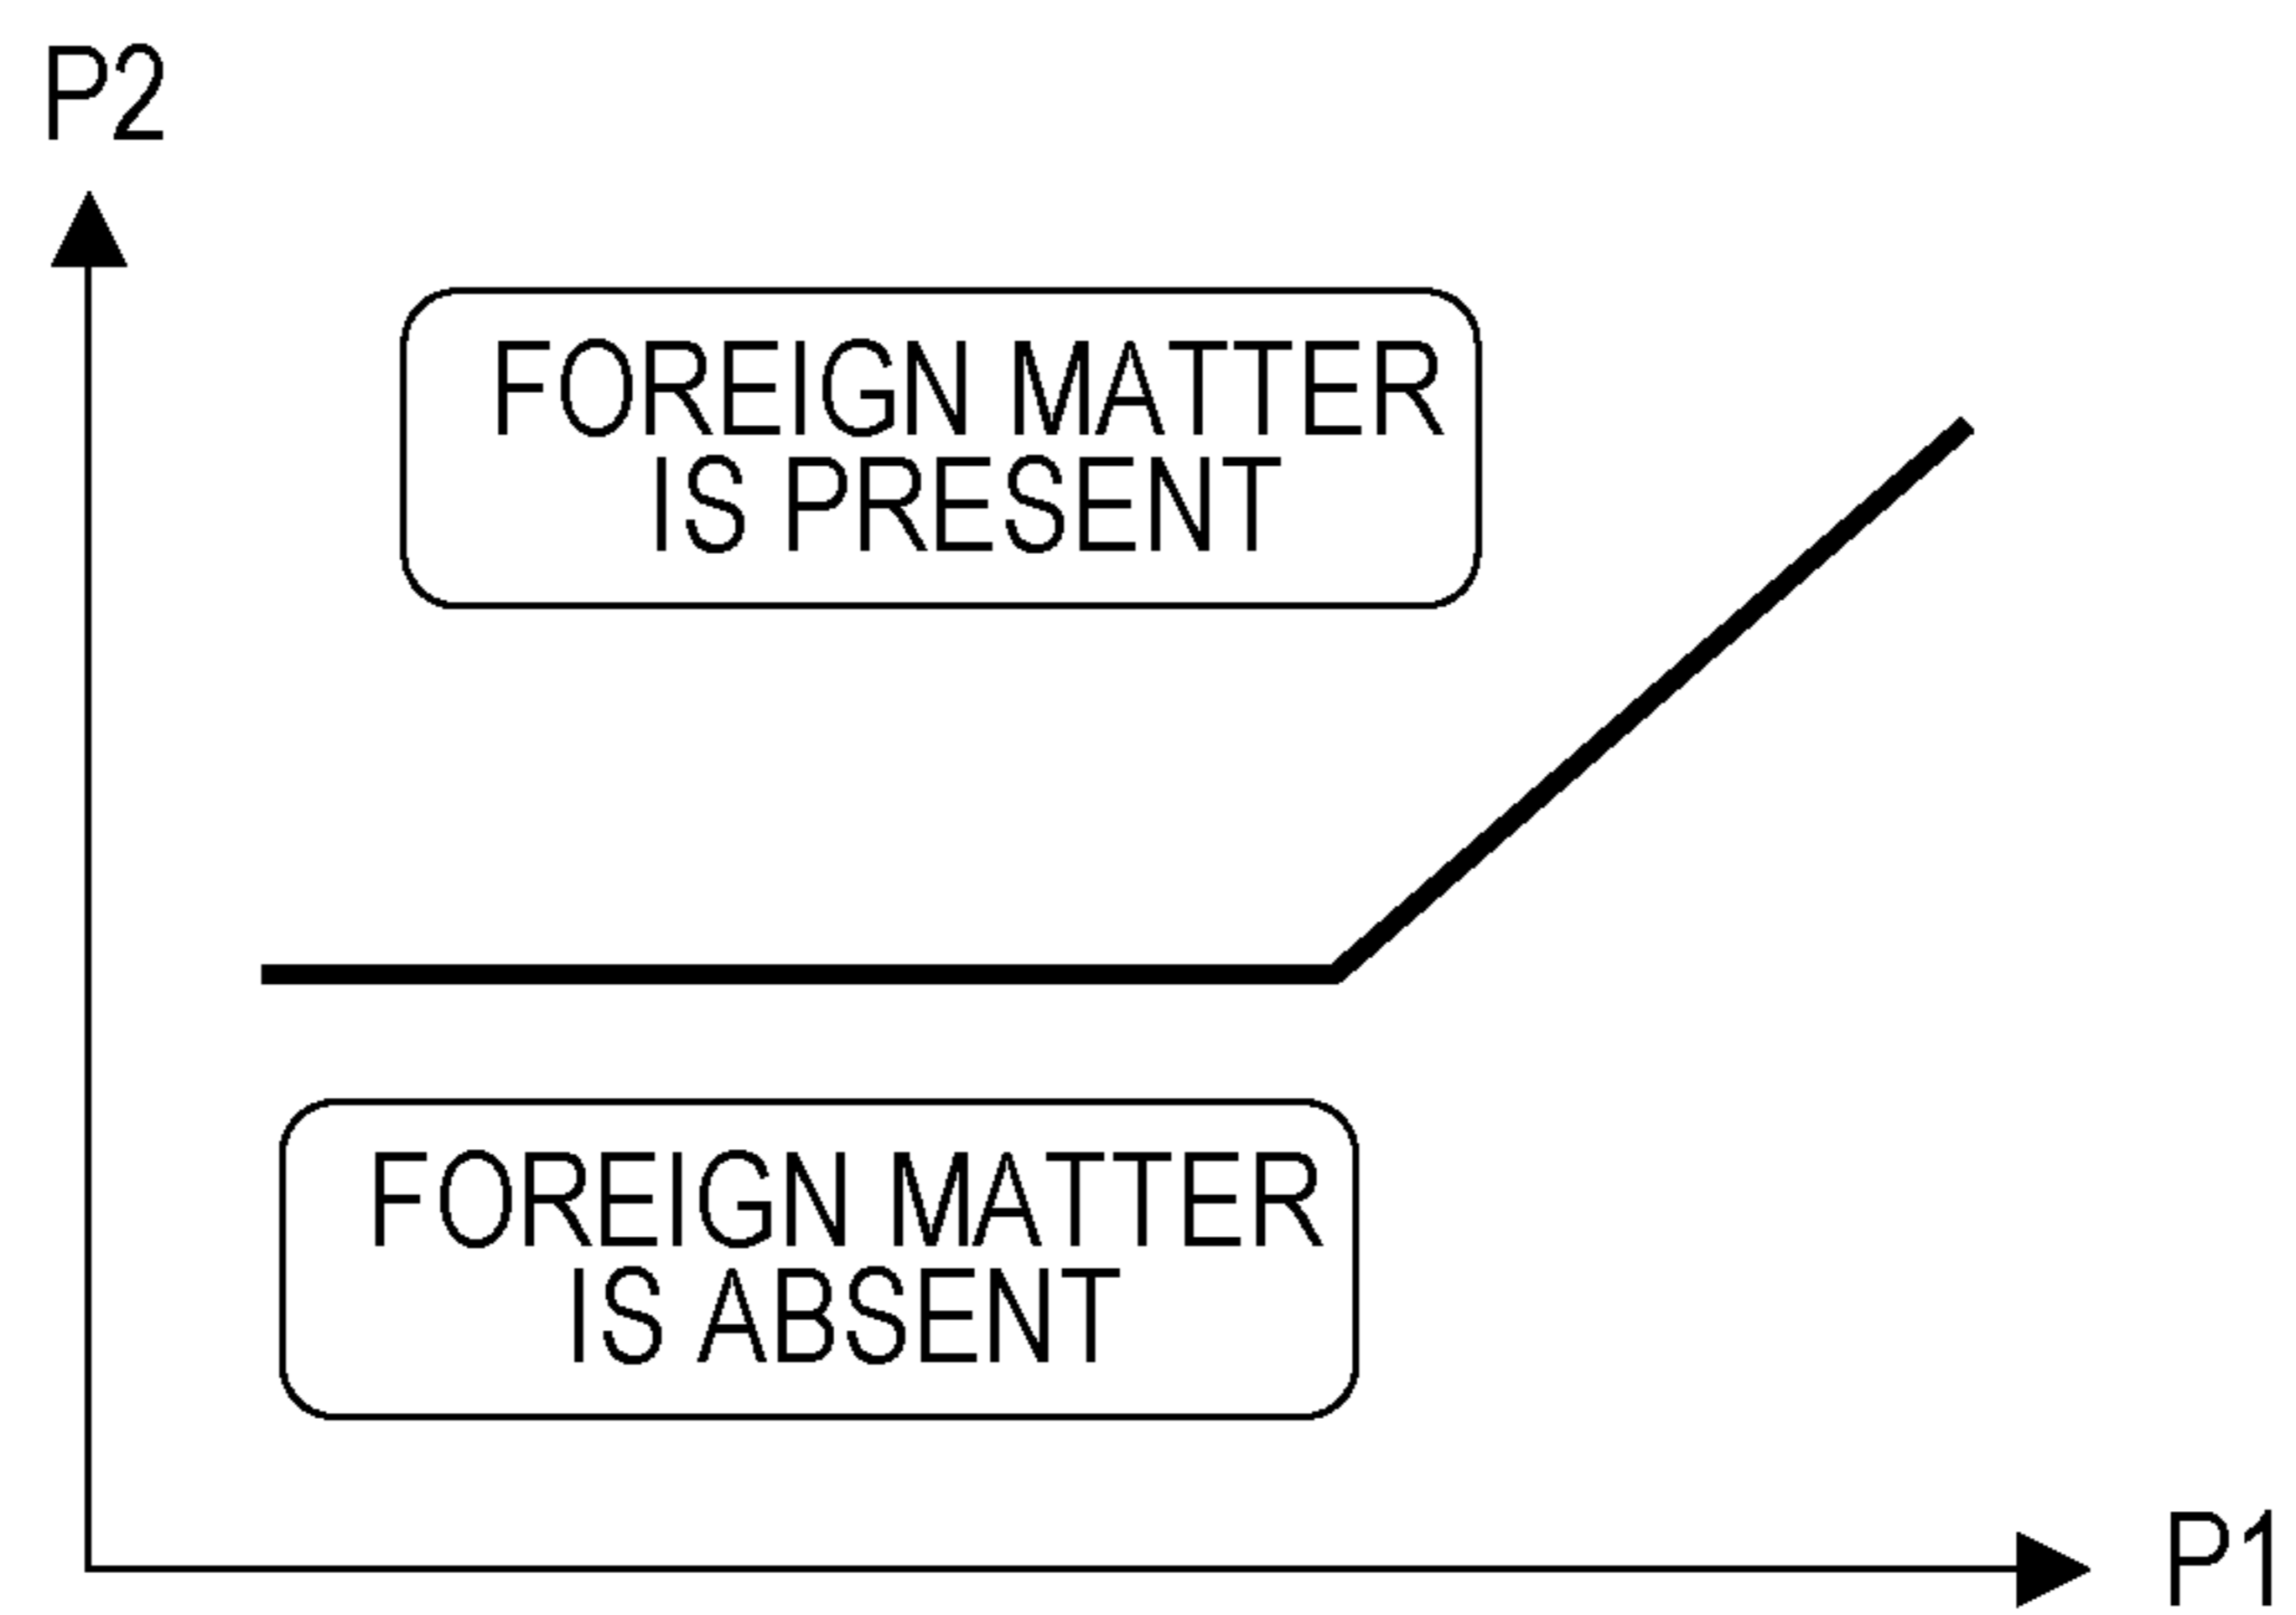 P2
FOREIGN MATTER
IS PRESENT
FOREIGN MATTER
IS ABSENT
P1